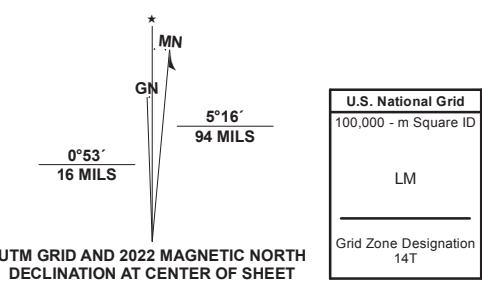 ★
MN
GN
5°16´
94 MILS
0°53´
16 MILS
UTM GRID AND 2022 MAGNETIC NORTH
DECLINATION AT CENTER OF SHEET
U.S. National Grid
100,000 - m Square ID
LM
Grid Zone Designation
14T